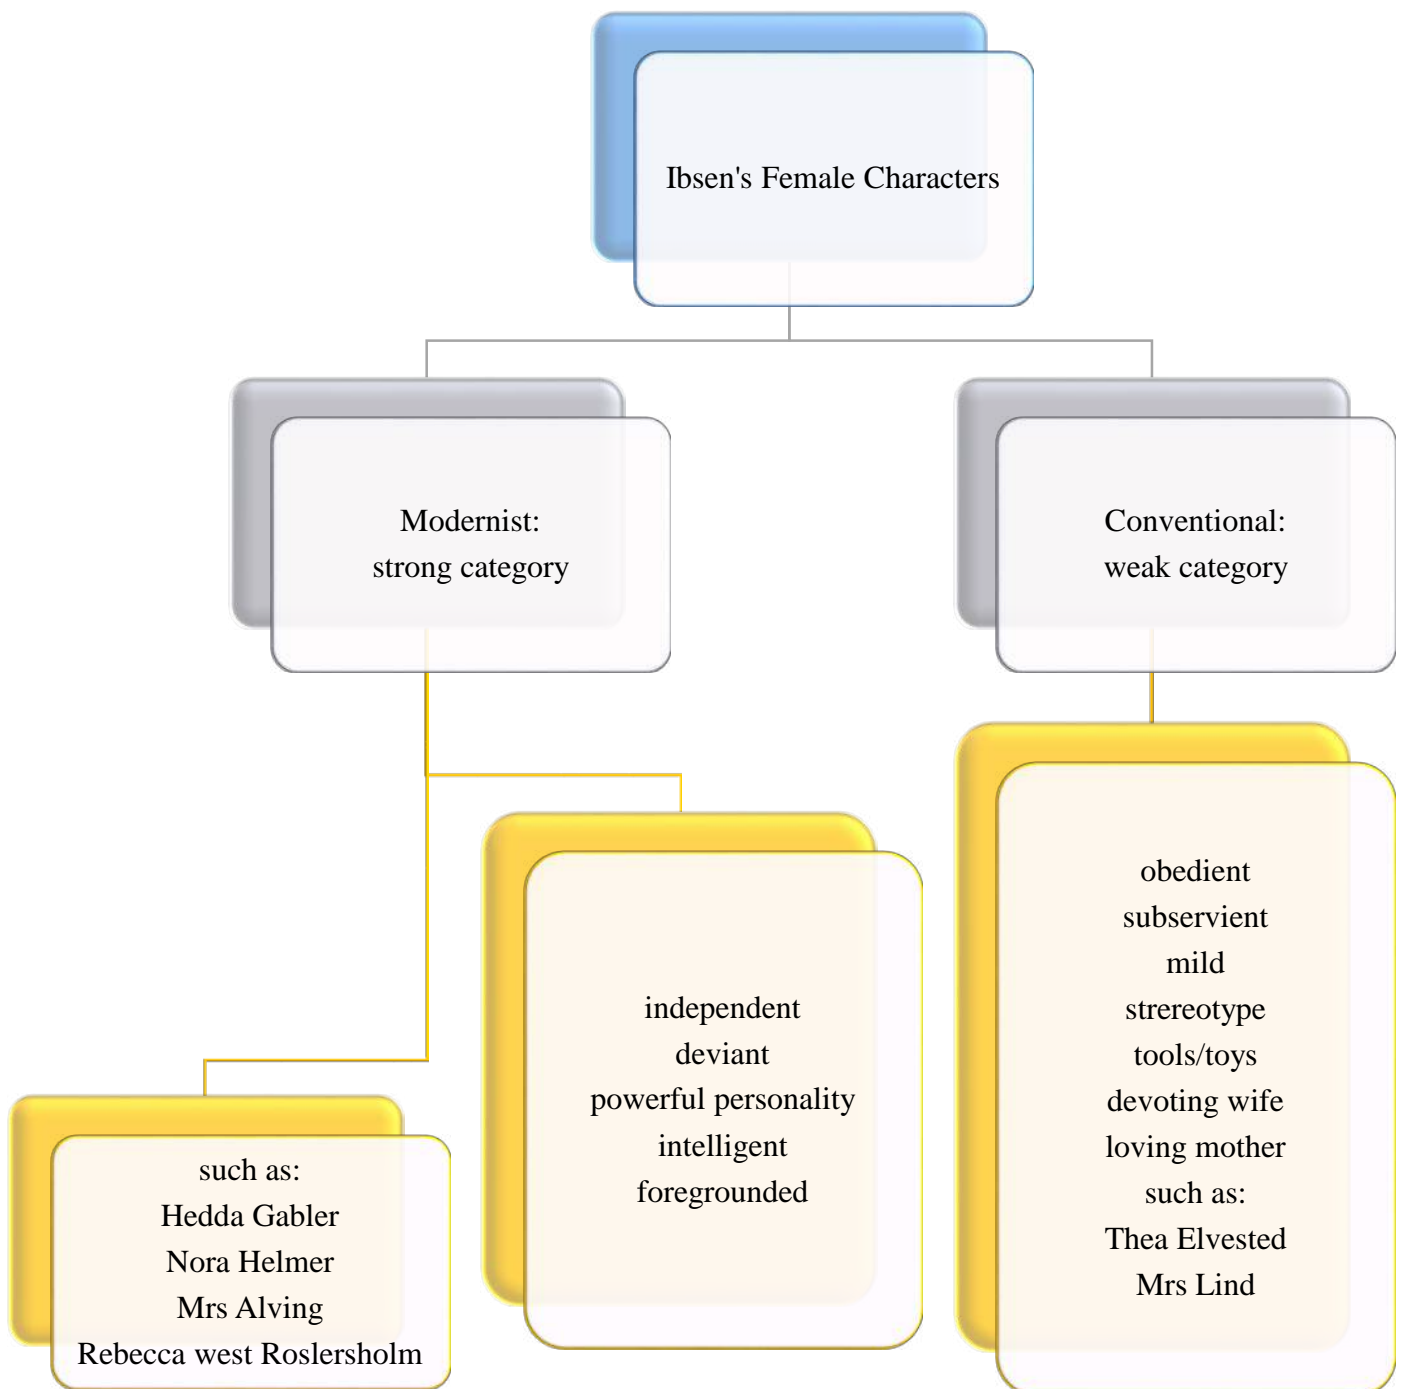 Ibsen's Female Characters
Modernist:
strong category
Conventional:
weak category
such as:
Hedda Gabler
Nora Helmer
Mrs Alving
Rebecca west Roslersholm
independent
deviant
powerful personality
intelligent
foregrounded
obedient
subservient
mild
strereotype
tools/toys
devoting wife
loving mother
such as:
Thea Elvested
Mrs Lind